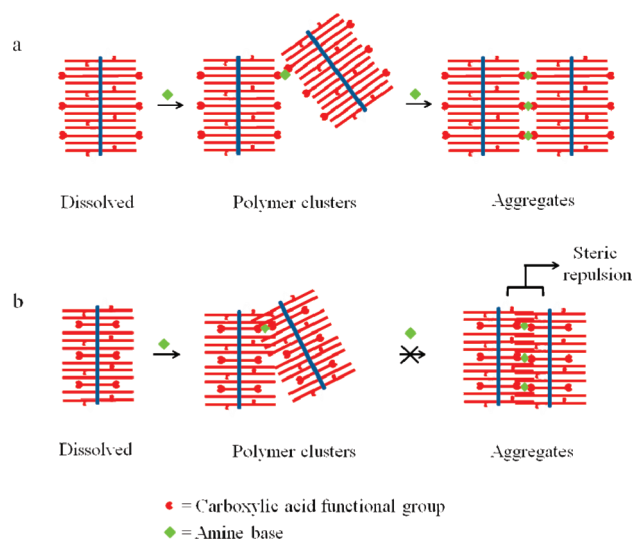 a
Dissolved
Polymer clusters
Aggregates
Steric
repulsion
b
Dissolved
Polymer clusters
Aggregates
= Carboxylic acid functional group
= Amine base